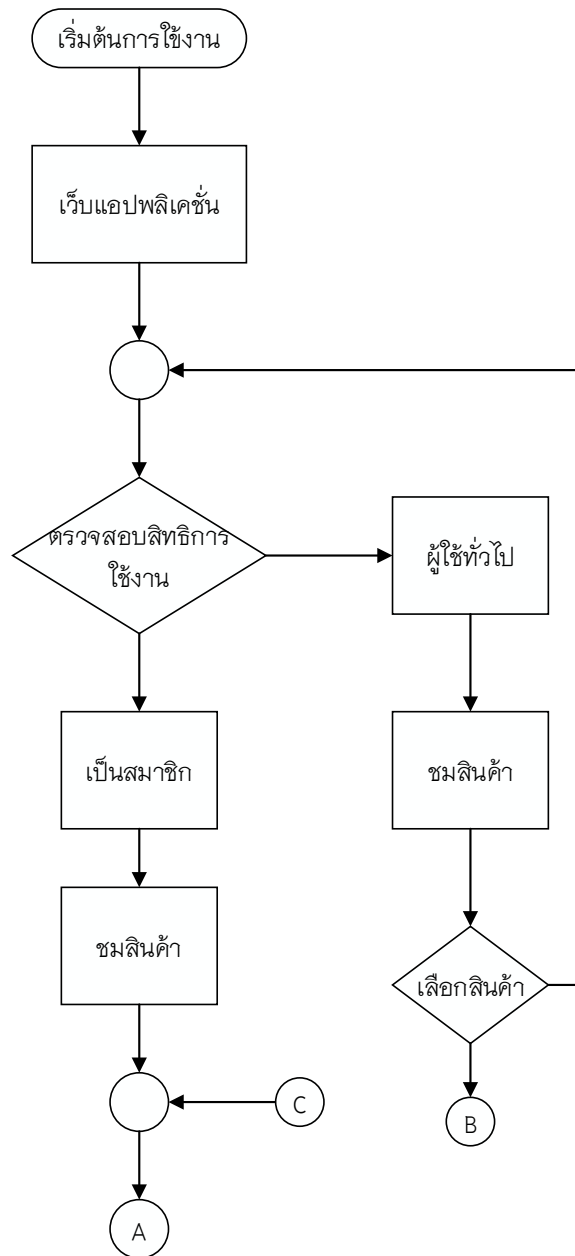 เริ่มต้นการใช้งาน
เว็บแอปพลิเคชั่น
ตรวจสอบสิทธิการ
ใช้งาน
ผู้ใช้ทั่วไป
เป็นสมาชิก
ชมสินค้า
ชมสินค้า
เลือกสินค้า
C
B
A